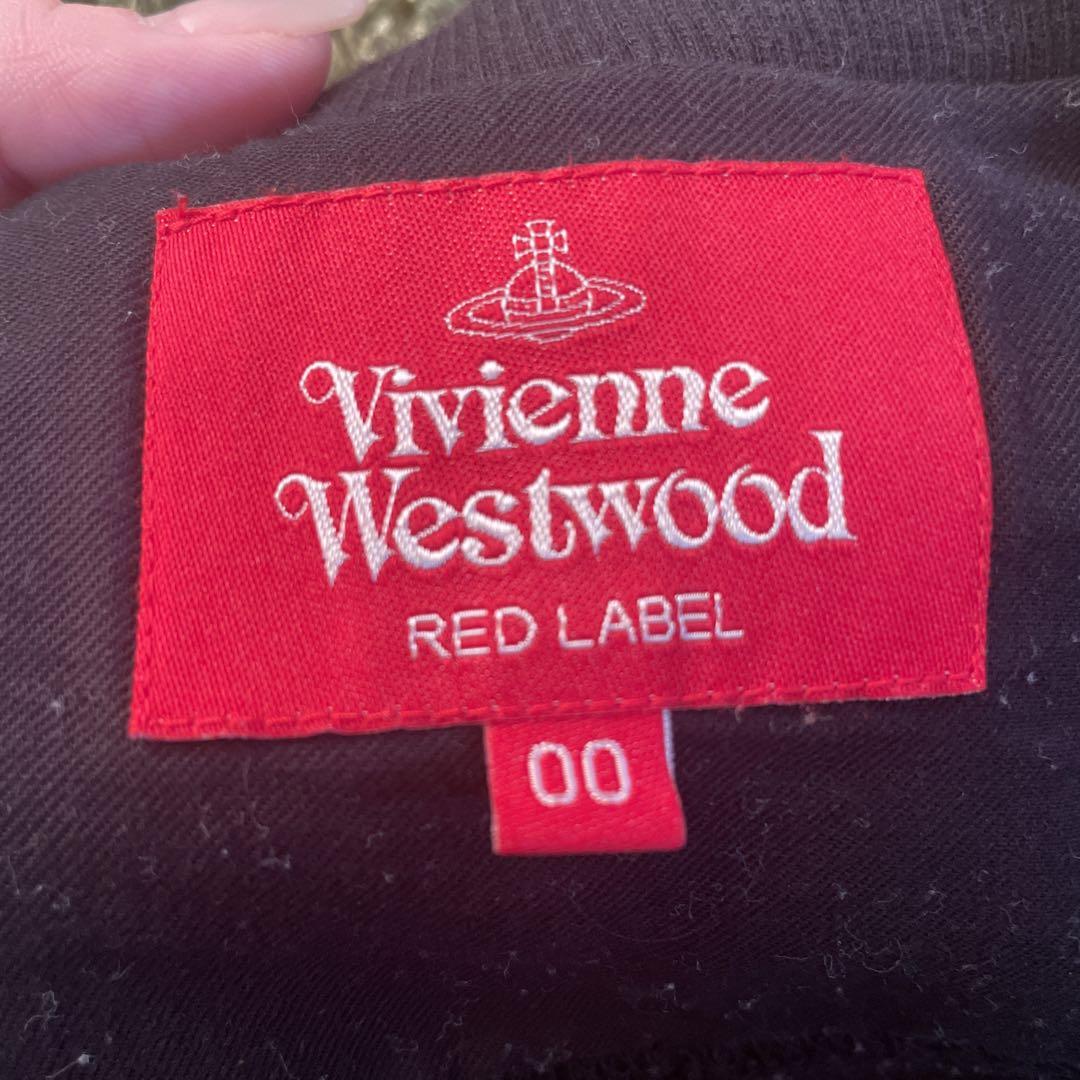 Vivienne
Westwood
RED LABEL
00